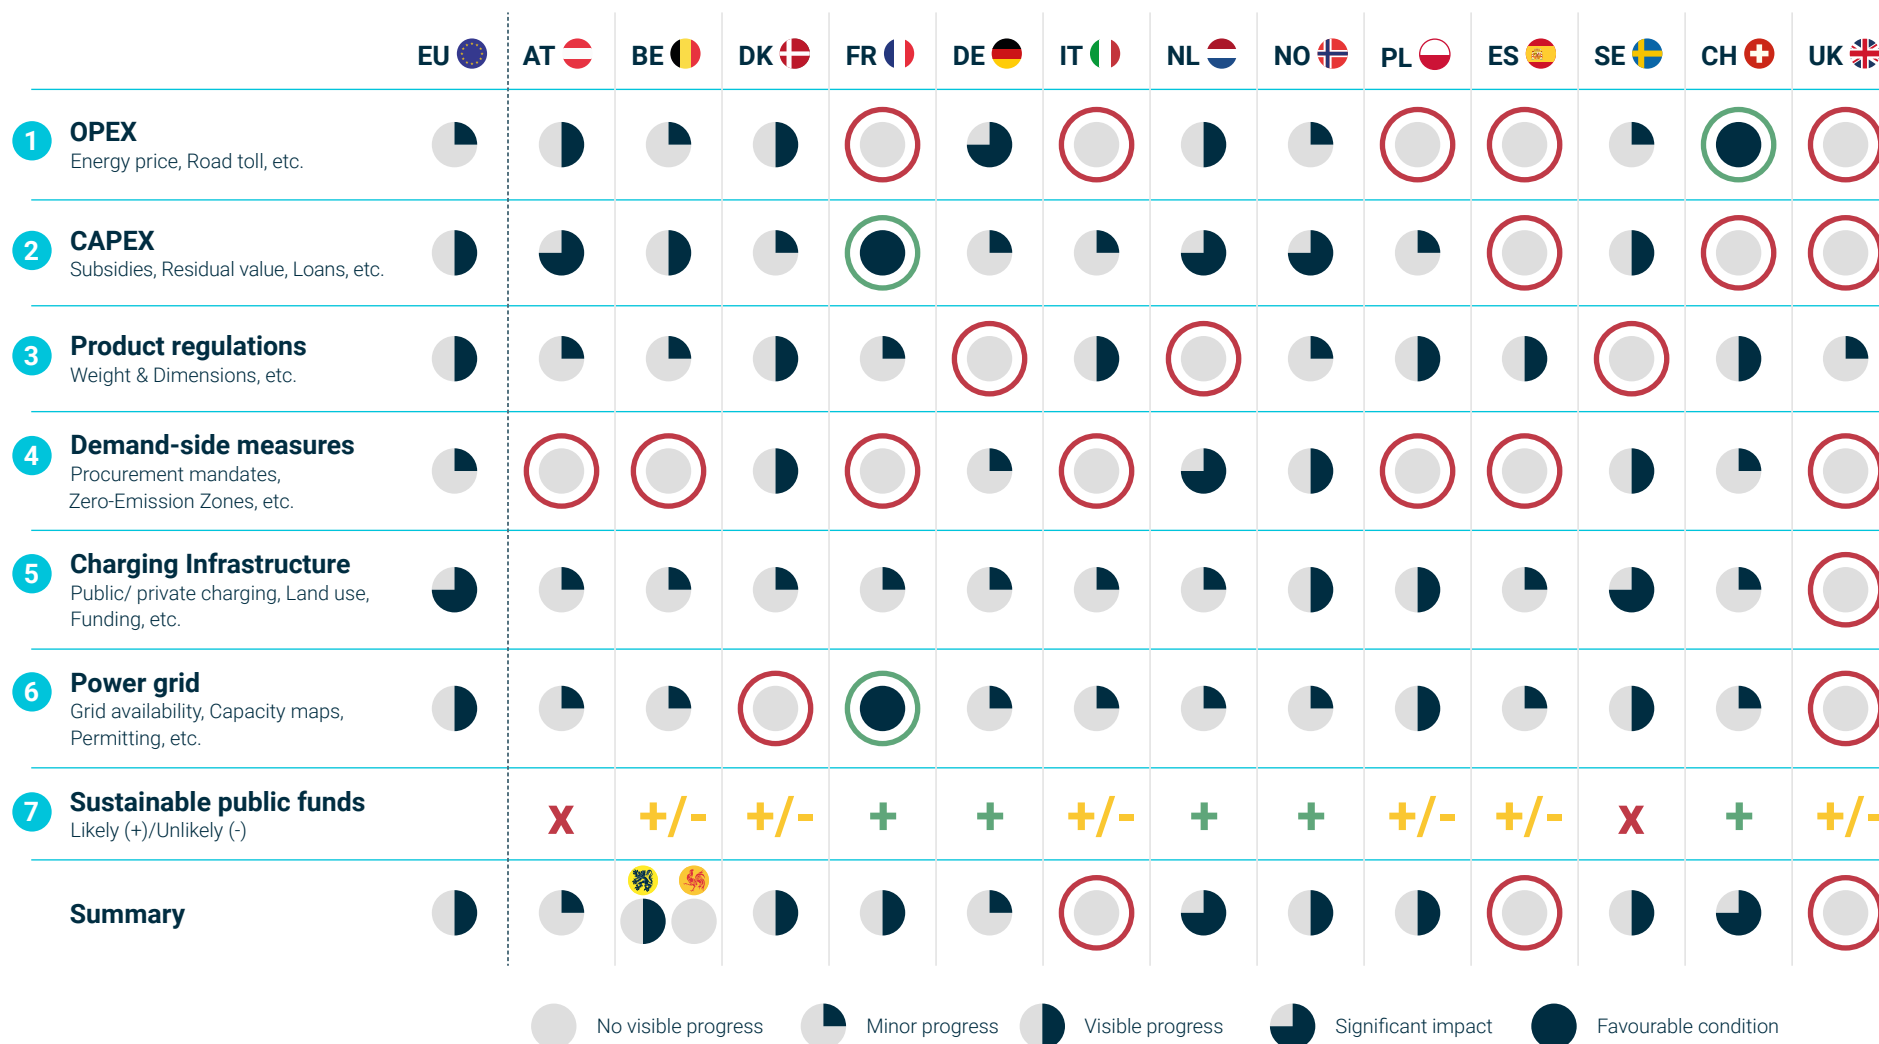 EU AT BE DK FR DE IT NL NO PL ES SE CH UK
1 OPEX
Energy price, Road toll, etc.
2 CAPEX
Subsidies, Residual value, Loans, etc.
3 Product regulations
Weight & Dimensions, etc.
4 Demand-side measures
Procurement mandates,
Zero-Emission Zones, etc.
5 Charging Infrastructure
Public/ private charging, Land use,
Funding, etc.
6 Power grid
Grid availability, Capacity maps,
Permitting, etc.
7 Sustainable public funds
Likely (+)/Unlikely (-)
x +/- +/- + + +/- + + +/- +/- x + +/-
Summary
No visible progress Minor progress Visible progress Significant impact Favourable condition